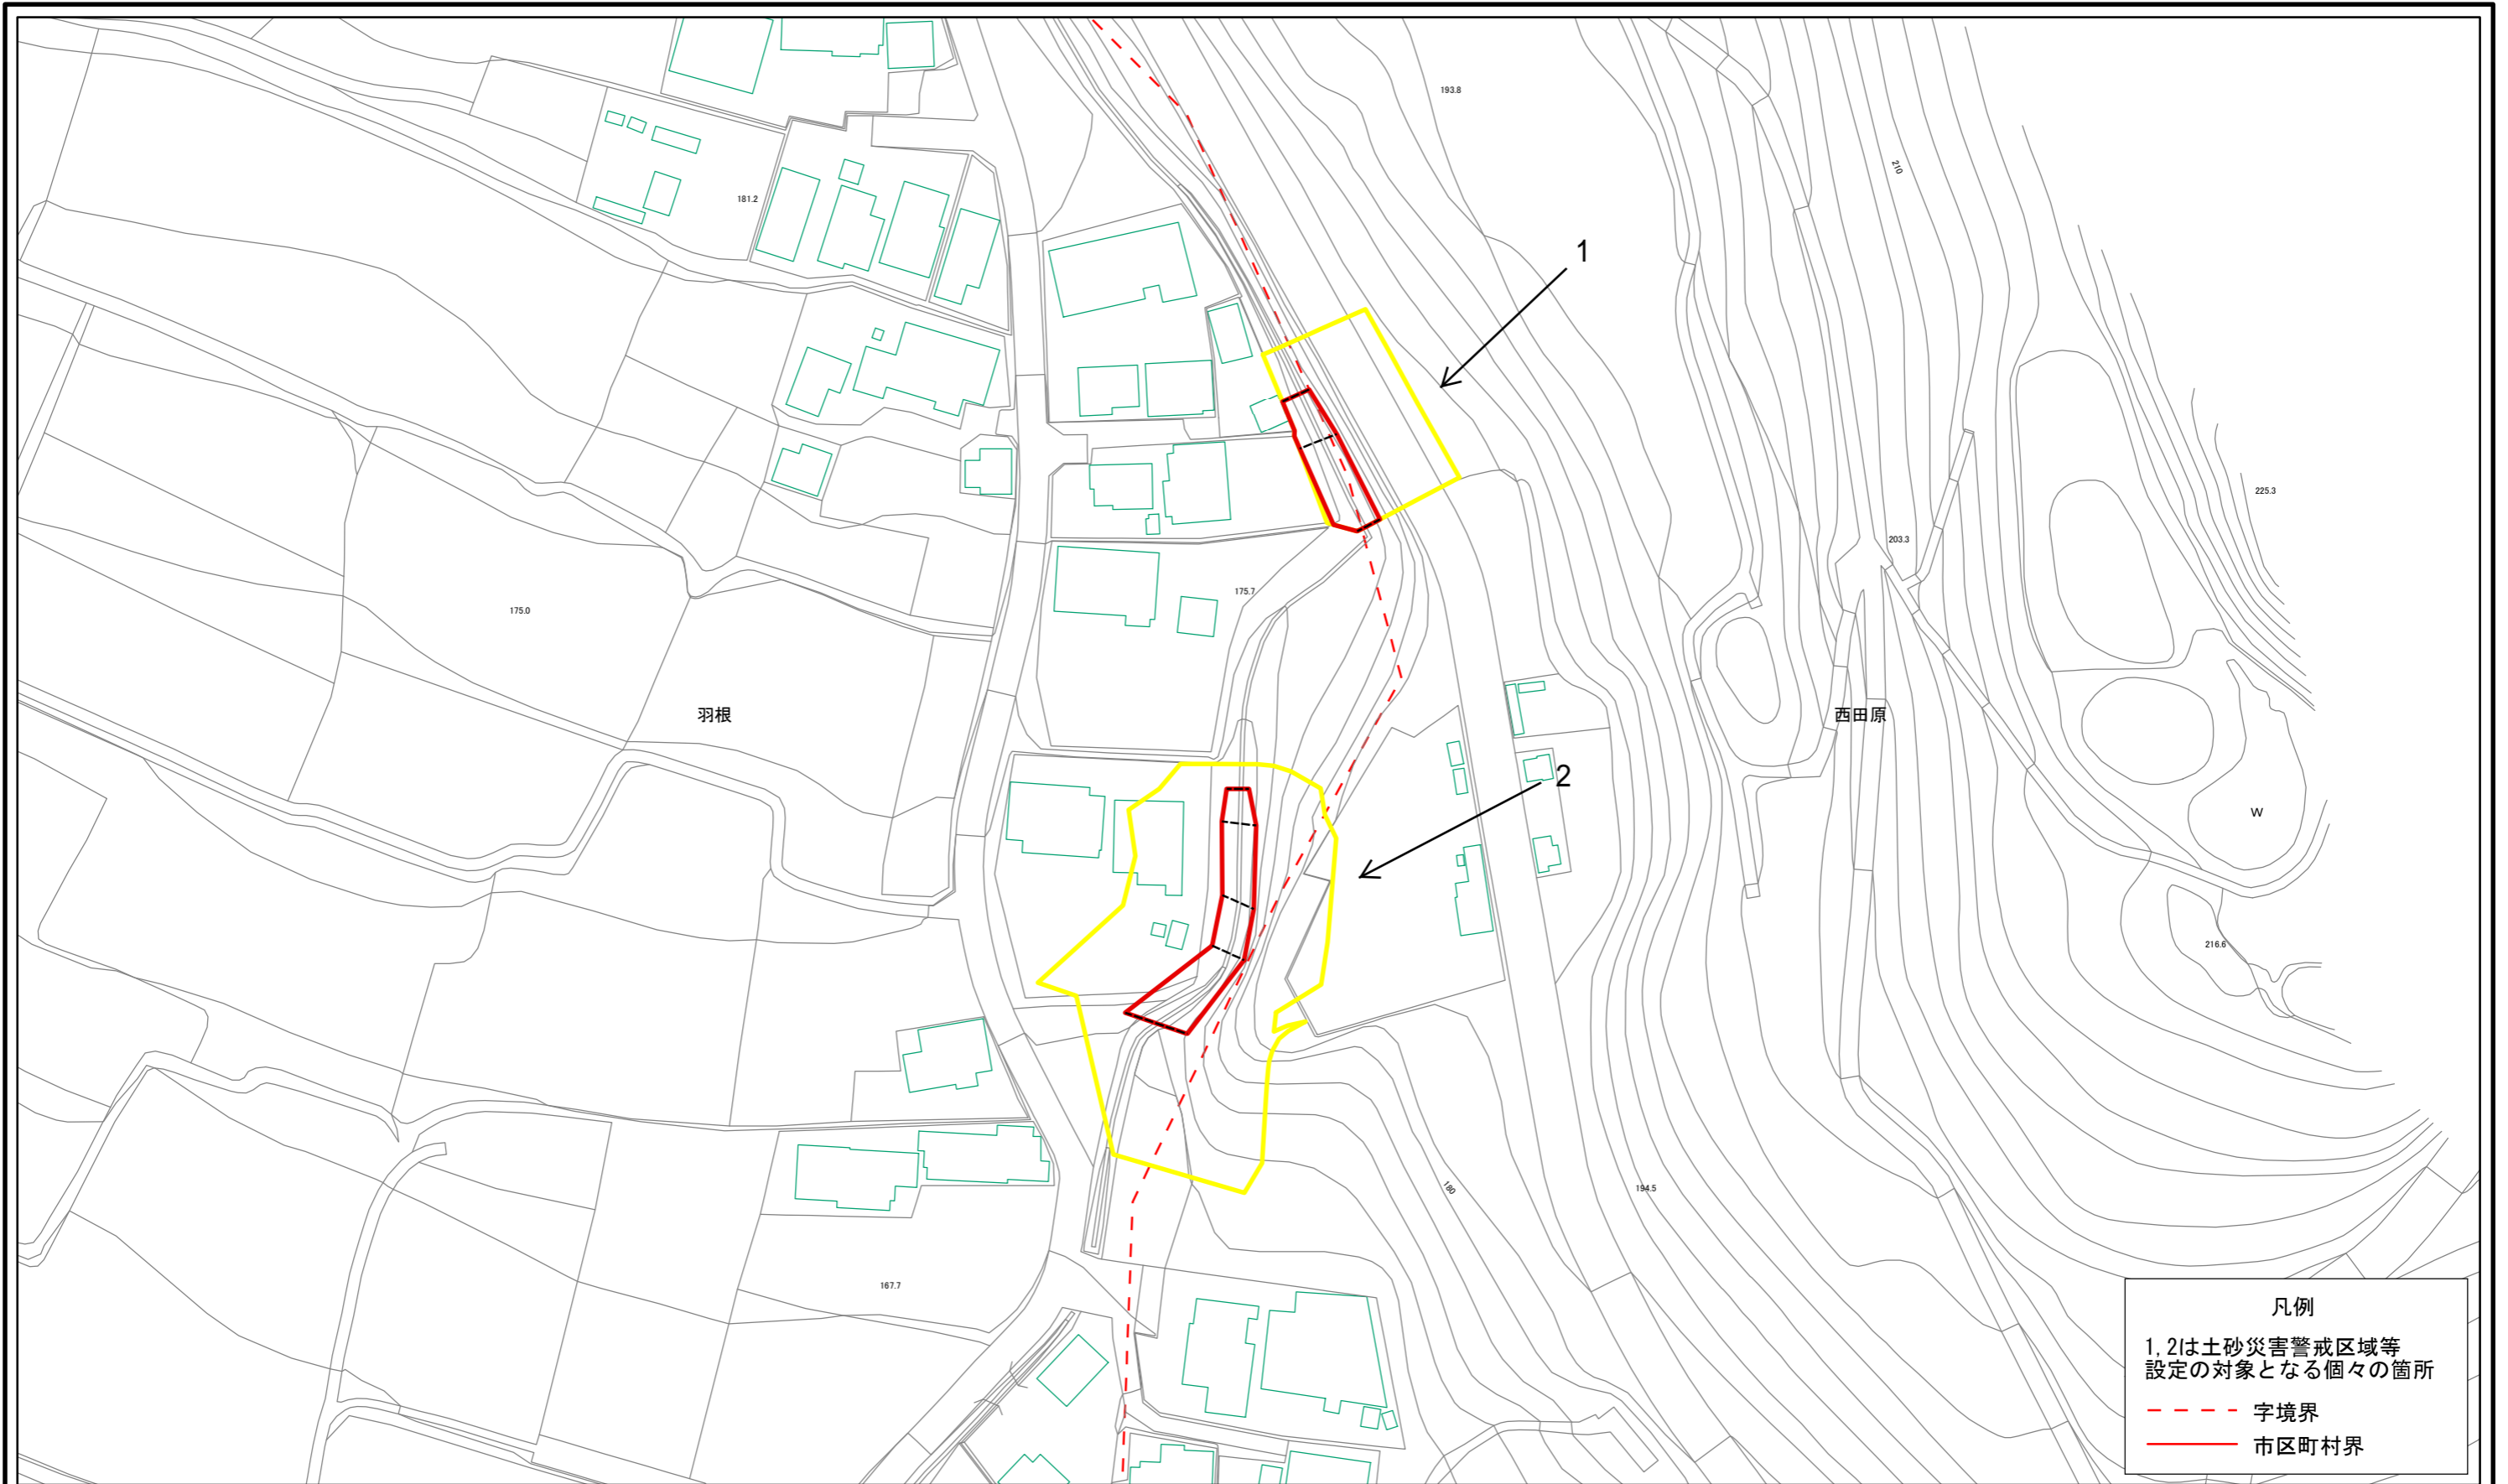 193.8
210
181.2
1
225.3
203.3
175.7
175.0
羽根
西田原
2
W
216.6
180
194.5
167.7
凡例
1,2は土砂災害警戒区域等
設定の対象となる個々の箇所
字境界
市区町村界